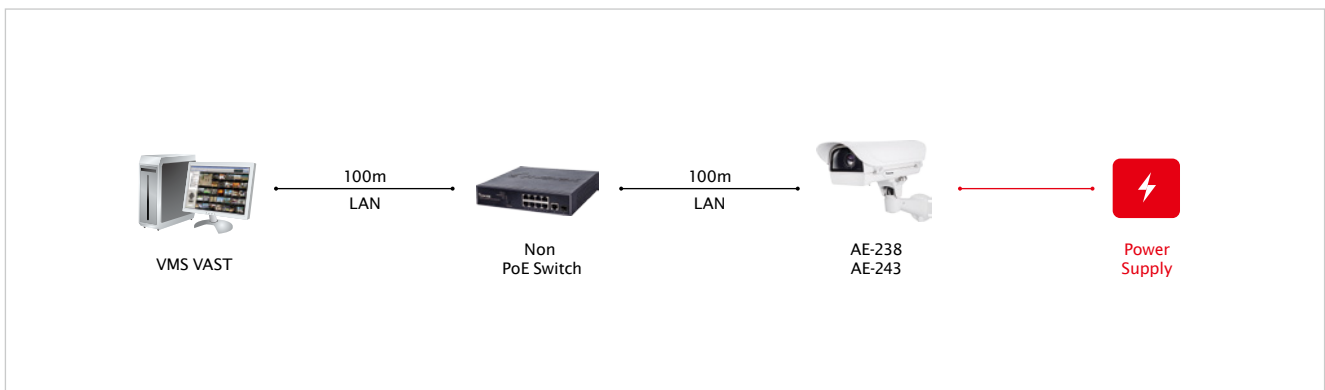 100m
LAN
100m
LAN
VMS VAST
Non
PoE Switch
AE-238
AE-243
Power
Supply